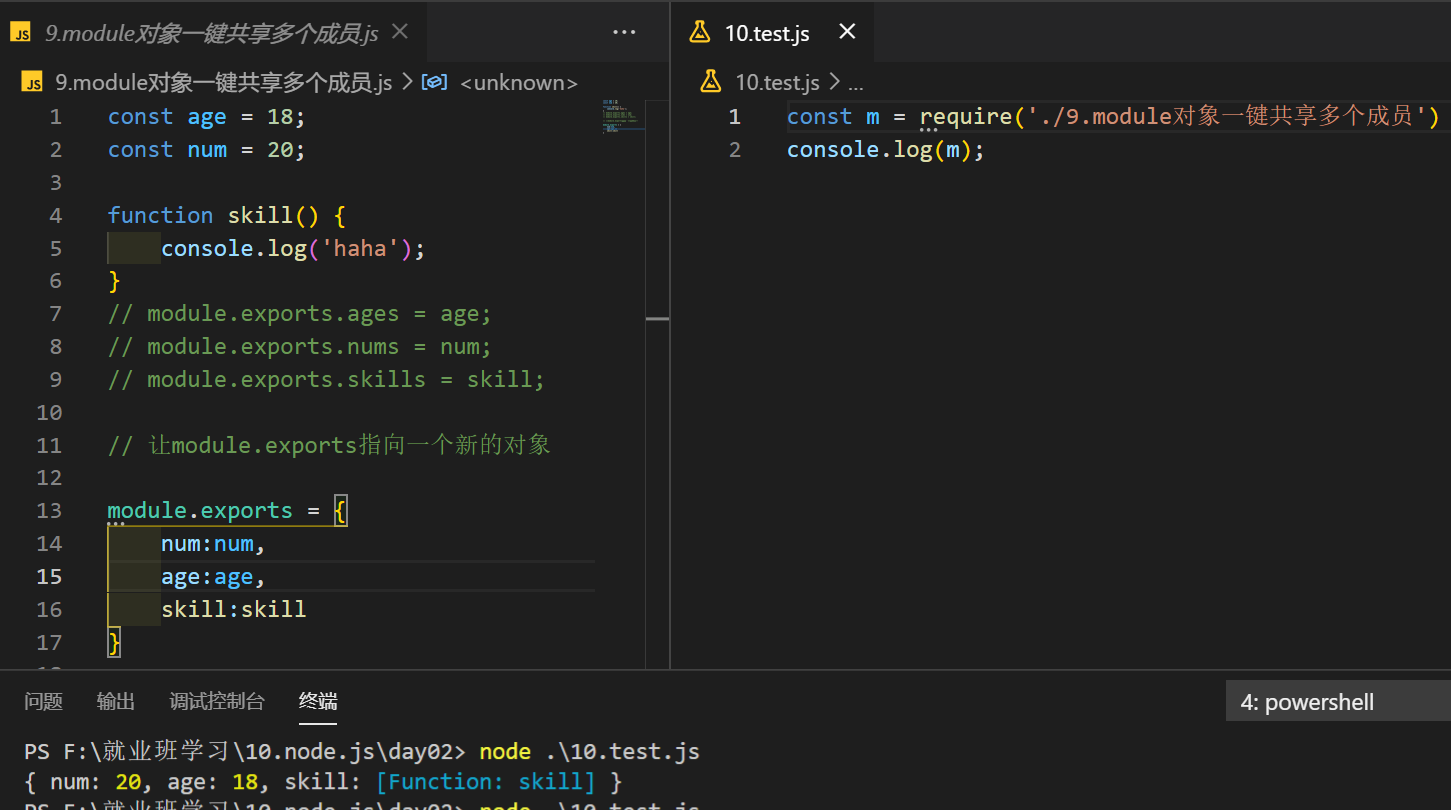 JS 9.module对象一键共享多个成员.js
JS 9.module对象一键共享多个成员.js > <unknown>
1 const age = 18;
2 const num = 20;
3
4 function skill() {
5 console.log('haha');
6 }
7 // module.exports.ages = age;
8 // module.exports.nums = num;
9 // module.exports.skills = skill;
10
11 // 让module.exports指向一个新的对象
12
13 module.exports = {
14 num:num,
15 age:age,
16 skill:skill
17 }
10.test.js
10.test.js > ...
1 const m = require('./9.module对象一键共享多个成员')
2 console.log(m);
问题 输出 调试控制台 终端
4: powershell
PS F:\就业班学习\10.node.js\day02> node .\10.test.js
{ num: 20, age: 18, skill: [Function: skill] }
PS F:\就业班学习\10.node.js\day02> node .\10.test.js